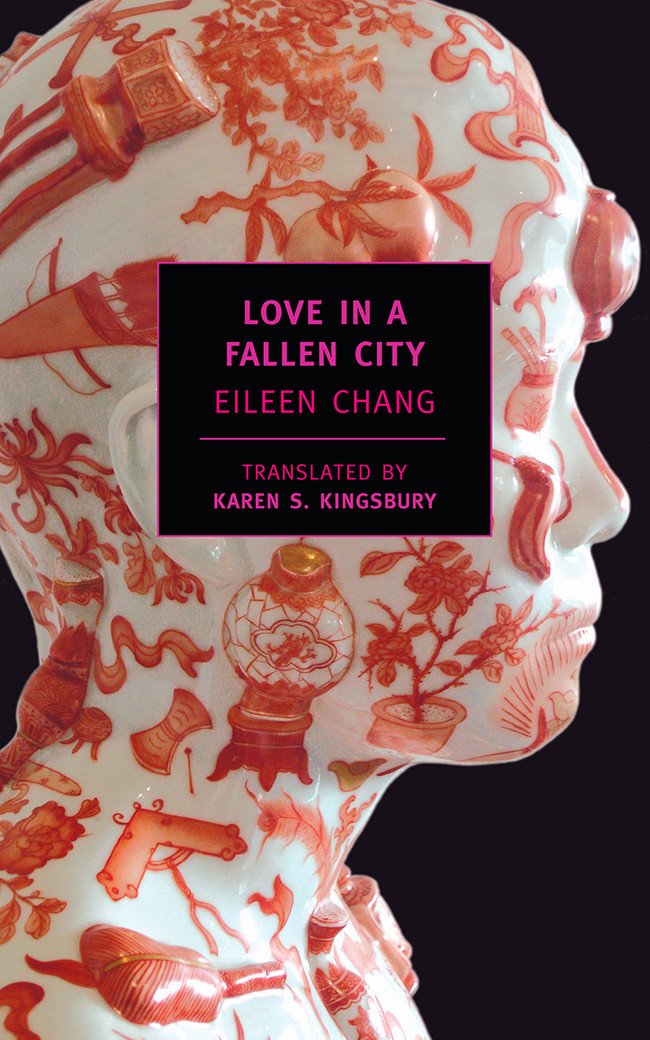 LOVE IN A
FALLEN CITY
EILEEN CHANG
TRANSLATED BY
KAREN S. KINGSBURY